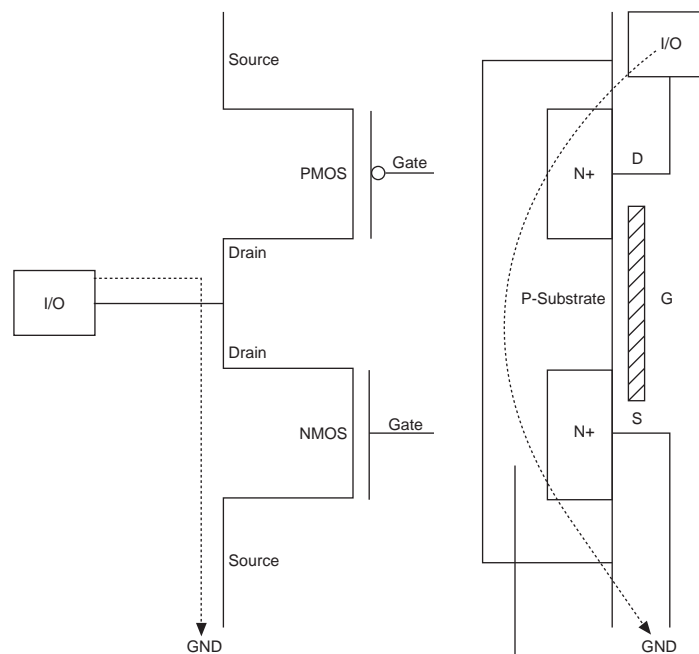 Source
PMOS
Gate
Drain
I/O
Drain
NMOS
Gate
Source
GND
I/O
N+
D
P-Substrate
G
N+
S
GND